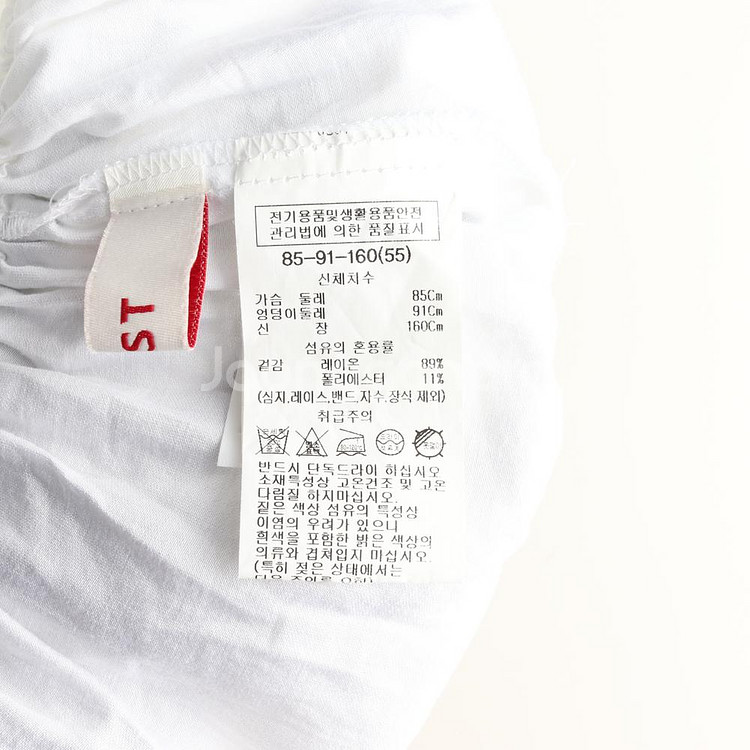 전기용품및생활용품안전
관리법에 의한 품질표시
85-91-160(55)
신체치수
가슴 둘레 85Cm
엉덩이둘레 91Cm
신 장 160Cm
섬유의 혼용률
겉감 레이온 89%
폴리에스터 11%
(심지,레이스,밴드,자수,장식 제외)
취급주의
반드시 단독드라이 하십시오
소재특성상 고온건조 및 고온
다림질 하지마십시오.
짙은 색상 섬유의 특성상
이염의 우려가 있으니
흰색을 포함한 밝은 색상의
의류와 겹쳐입지 마십시오.
(특히 젖은 상태에서는
ST